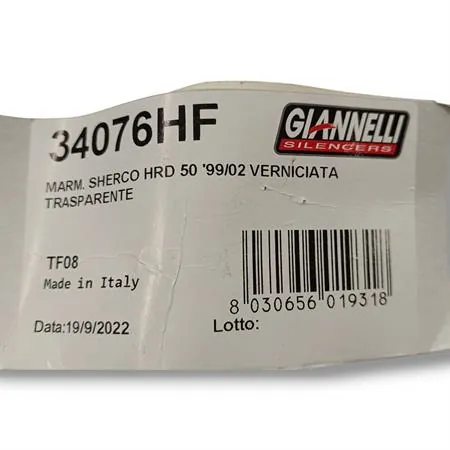 34076HF
GIANNELLI
SILENCERS
MARM. SHERCO HRD 50 '99/02 VERNICIATA
TRASPARENTE
TF08
Made in Italy
8 030656 019318
Data:19/9/2022
Lotto: